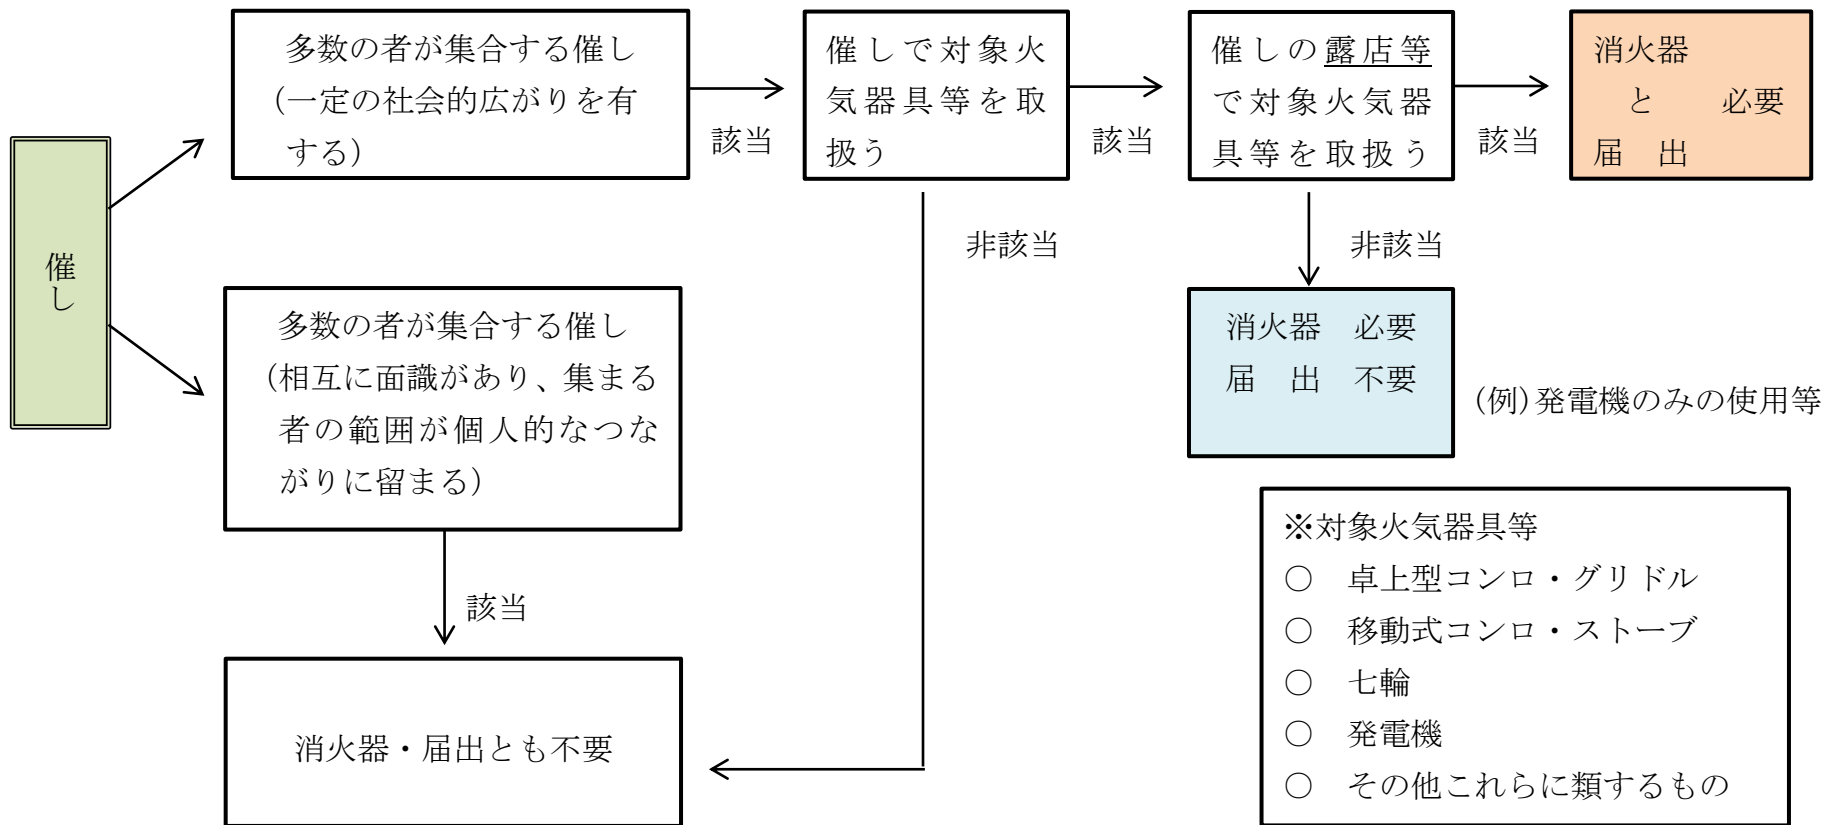 催し
多数の者が集合する催し
(一定の社会的広がりを有
する)
該当
催しで対象火
気器具等を取
扱う
該当
催しの露店等
で対象火気器
具等を取扱う
該当
消火器
と 必要
届 出
非該当
非該当
多数の者が集合する催し
(相互に面識があり、集まる
者の範囲が個人的なつな
がりに留まる)
消火器 必要
届 出 不要
(例)発電機のみの使用等
該当
消火器・届出とも不要
※対象火気器具等
○ 卓上型コンロ・グリドル
○ 移動式コンロ・ストーブ
○ 七輪
○ 発電機
○ その他これらに類するもの